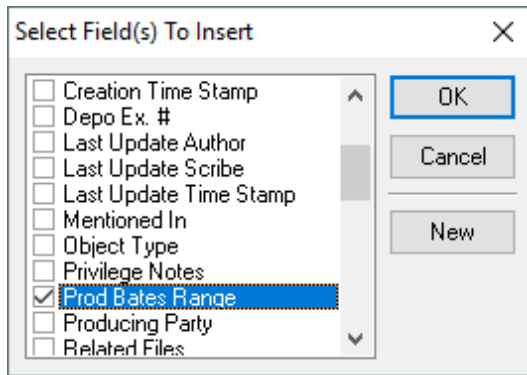 Select Field(s) To Insert
Creation Time Stamp
Depo Ex. #
Last Update Author
Last Update Scribe
Last Update Time Stamp
Mentioned In
Object Type
Privilege Notes
Prod Bates Range
Producing Party
Related Files
OK
Cancel
New